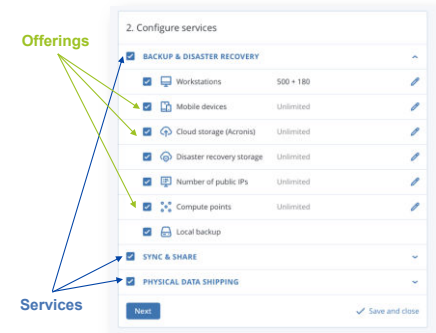 2. Configure services
Offerings
BACKUP & DISASTER RECOVERY
Workstations 500 + 180
Mobile devices Unlimited
Cloud storage (Acronis) Unlimited
Disaster recovery storage Unlimited
Number of public IPs Unlimited
Compute points Unlimited
Local backup
SYNC & SHARE
PHYSICAL DATA SHIPPING
Services
Next Save and close